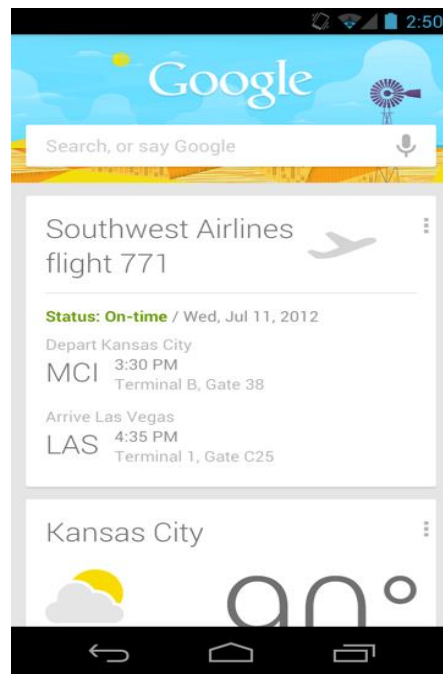 2:50
Google
Search, or say Google
Southwest Airlines
flight 771
Status: On-time / Wed, Jul 11, 2012
Depart Kansas City
MCI 3:30 PM
Terminal B, Gate 38
Arrive Las Vegas
LAS 4:35 PM
Terminal 1, Gate C25
Kansas City
90°